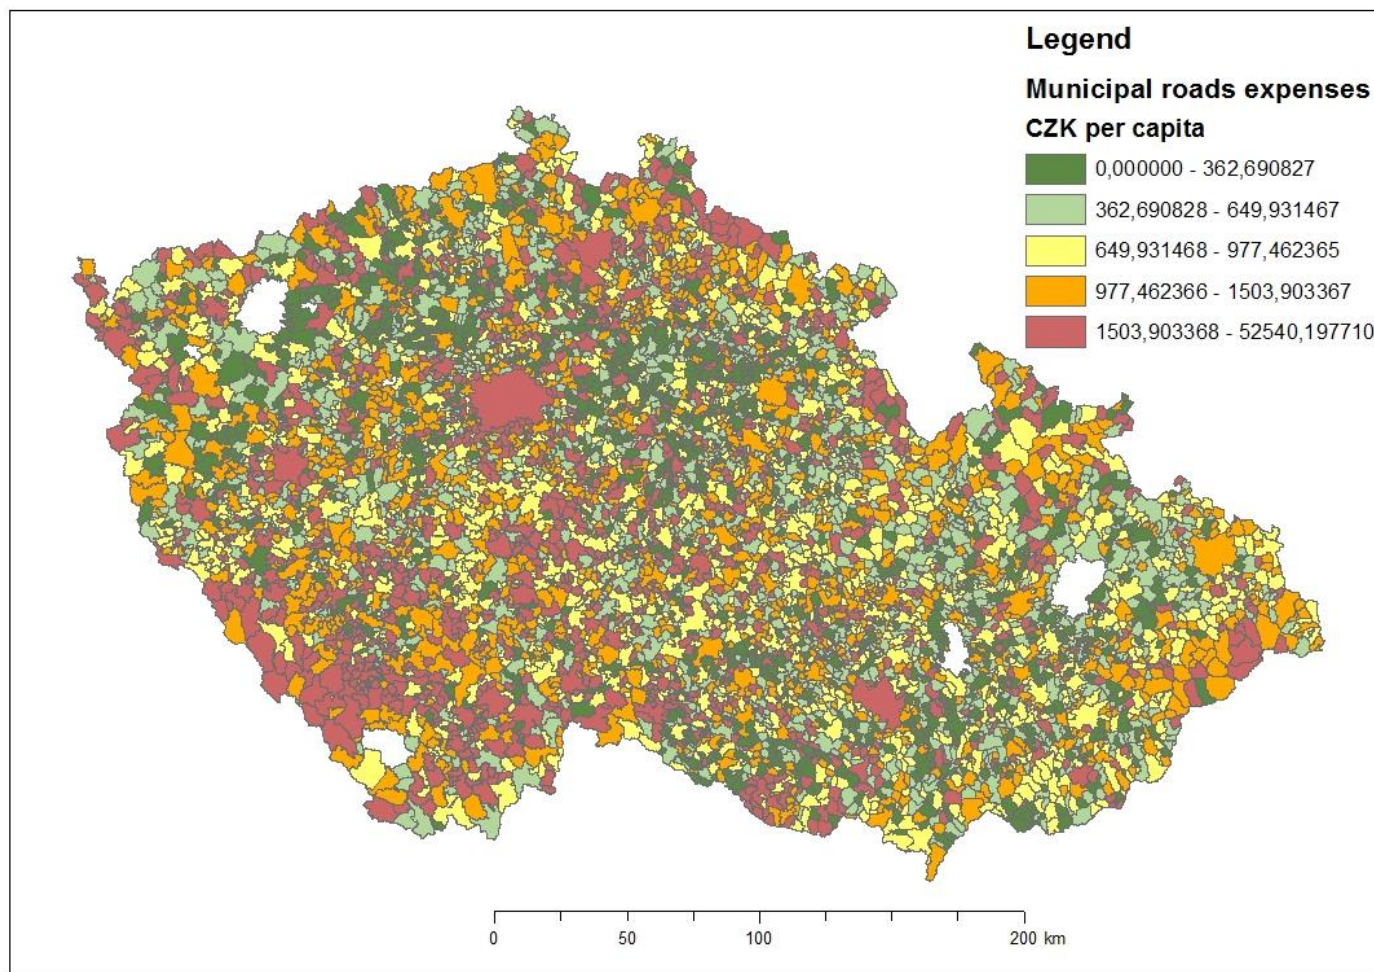 Legend
Municipal roads expenses
CZK per capita
0,000000 - 362,690827
362,690828 - 649,931467
649,931468 - 977,462365
977,462366 - 1503,903367
1503,903368 - 52540,197710
0 50 100 200 km